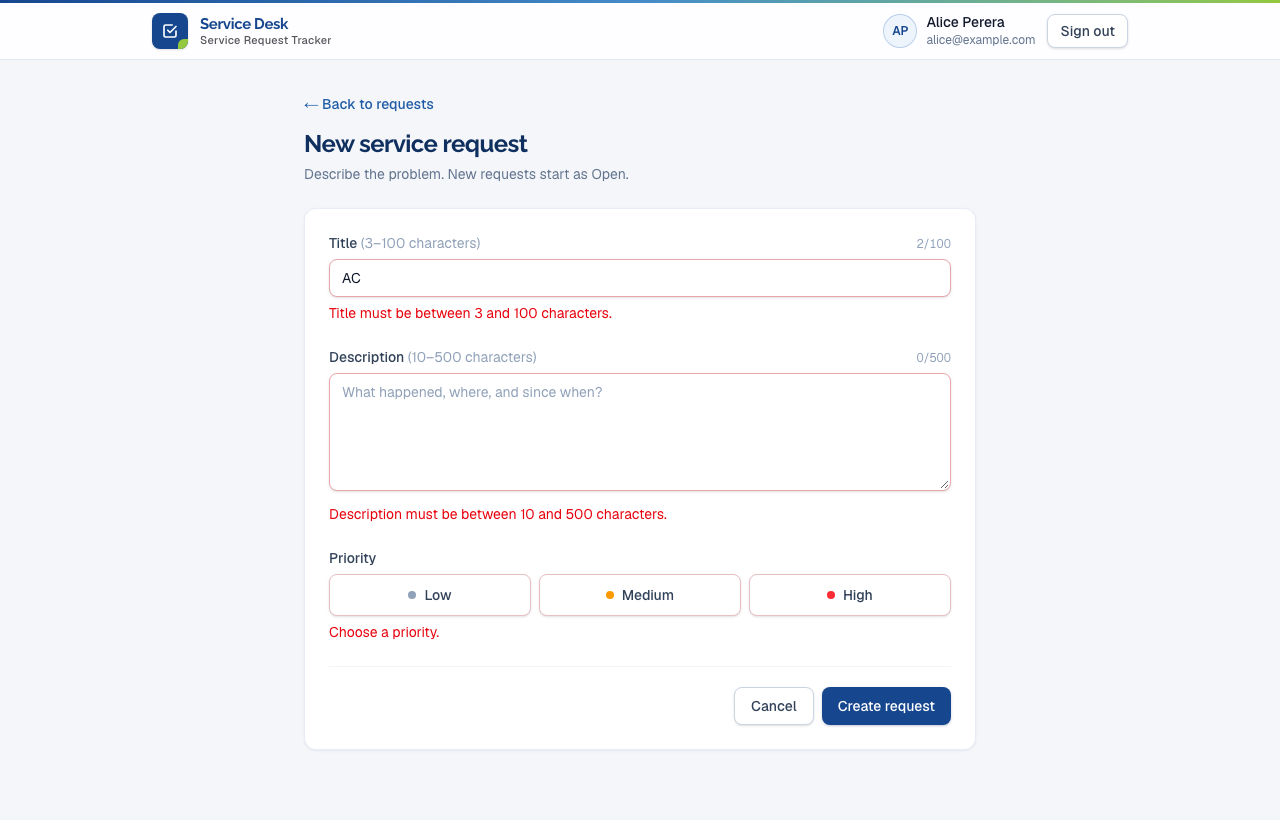 Service Desk
Service Request Tracker
AP
Alice Perera
alice@example.com
Sign out
← Back to requests
New service request
Describe the problem. New requests start as Open.
Title (3–100 characters)
2/100
AC
Title must be between 3 and 100 characters.
Description (10–500 characters)
0/500
What happened, where, and since when?
Description must be between 10 and 500 characters.
Priority
Low
Medium
High
Choose a priority.
Cancel
Create request